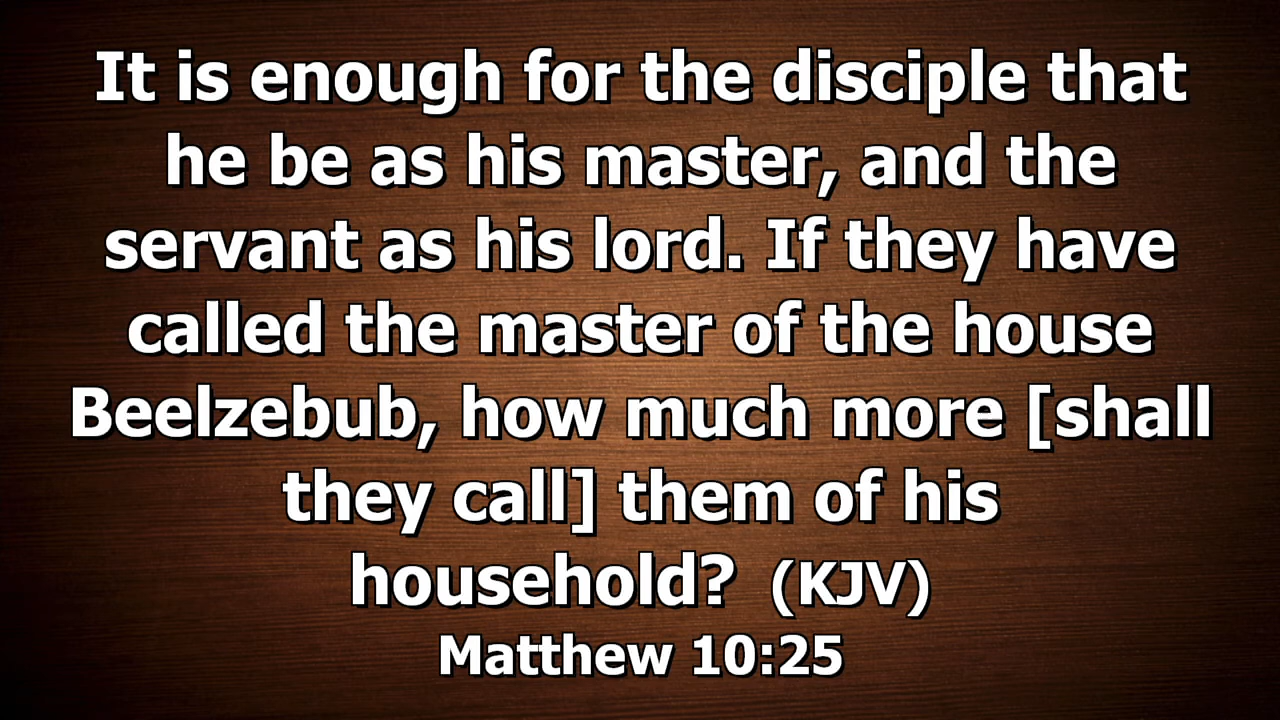 It is enough for the disciple that
he be as his master, and the
servant as his lord. If they have
called the master of the house
Beelzebub, how much more [shall
they call] them of his
household? (KJV)
Matthew 10:25